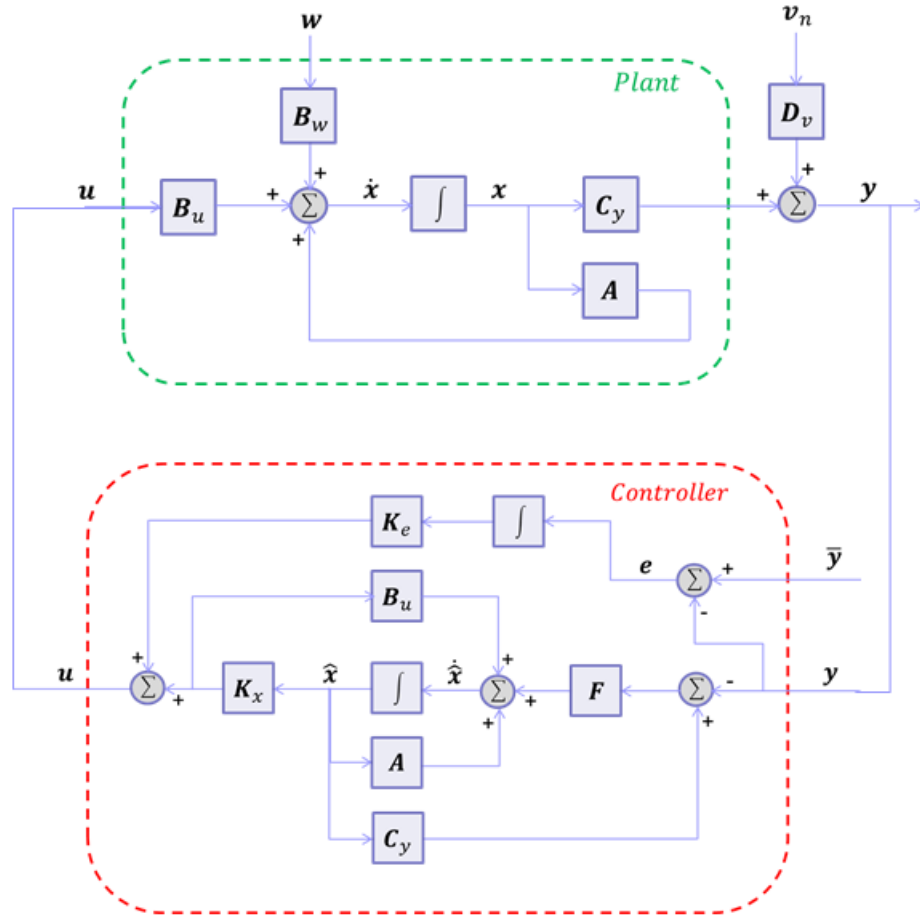 w
v_n
Plant
B_w
D_v
+
+
u
B_u
+
Σ
ẋ
∫
x
C_y
+
Σ
y
+
A
Controller
K_e
∫
e
Σ
+
ȳ
-
B_u
+
+
u
Σ
+
K_x
x̂
∫
x̂̇
Σ
+
F
Σ
-
y
+
+
A
C_y